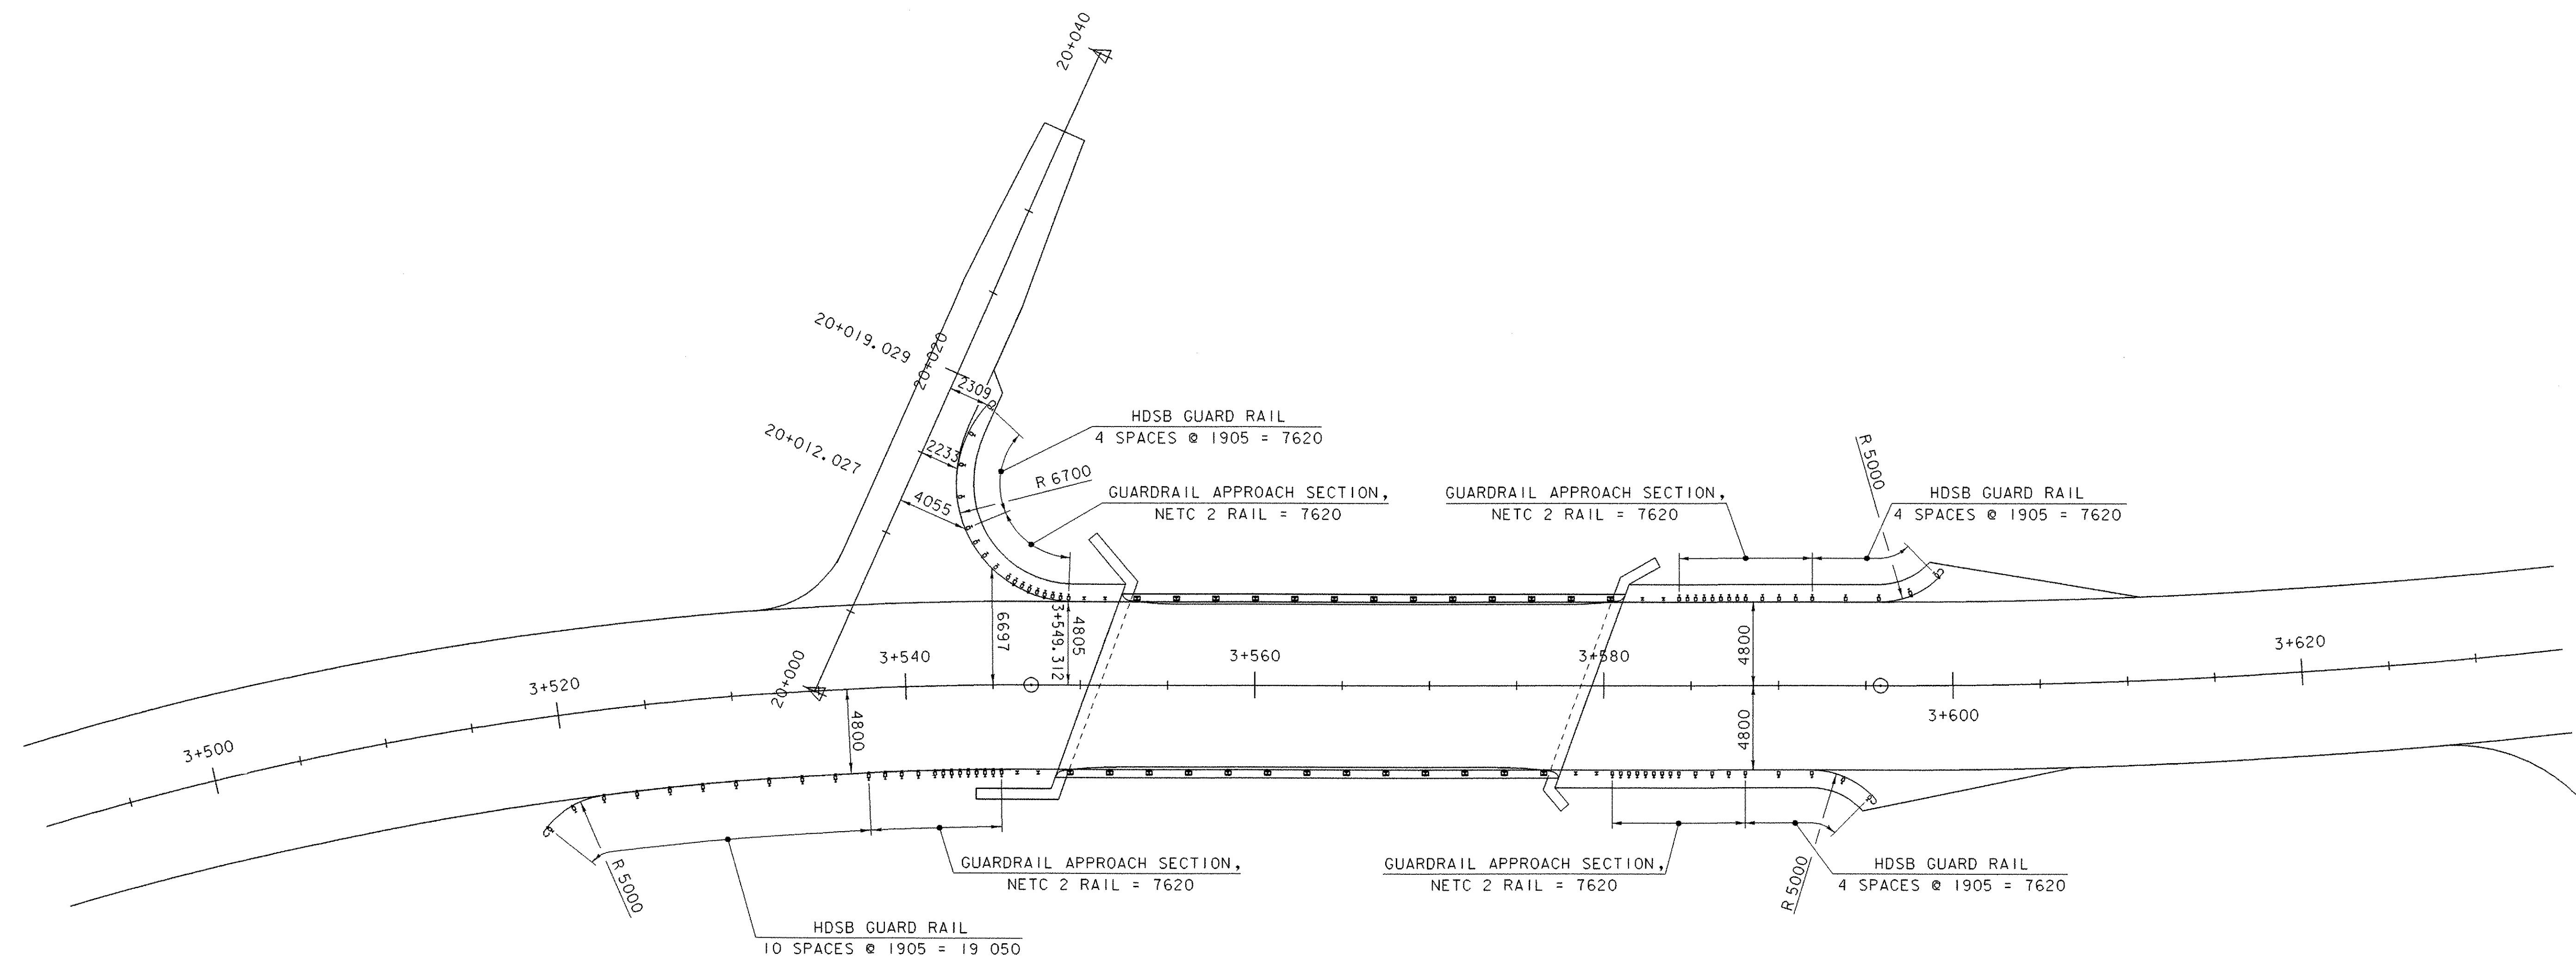 20+040
20+019.029
20+020
2309
20+012.027
2233
4055
HDSB GUARD RAIL
4 SPACES @ 1905 = 7620
R 6700
GUARDRAIL APPROACH SECTION,
NETC 2 RAIL = 7620
GUARDRAIL APPROACH SECTION,
NETC 2 RAIL = 7620
R 5000
HDSB GUARD RAIL
4 SPACES @ 1905 = 7620
6697
3+549.312
4805
4800
20+000
3+500
3+520
3+540
3+560
3+580
3+600
3+620
4800
4800
R 5000
HDSB GUARD RAIL
10 SPACES @ 1905 = 19 050
GUARDRAIL APPROACH SECTION,
NETC 2 RAIL = 7620
GUARDRAIL APPROACH SECTION,
NETC 2 RAIL = 7620
R 5000
HDSB GUARD RAIL
4 SPACES @ 1905 = 7620